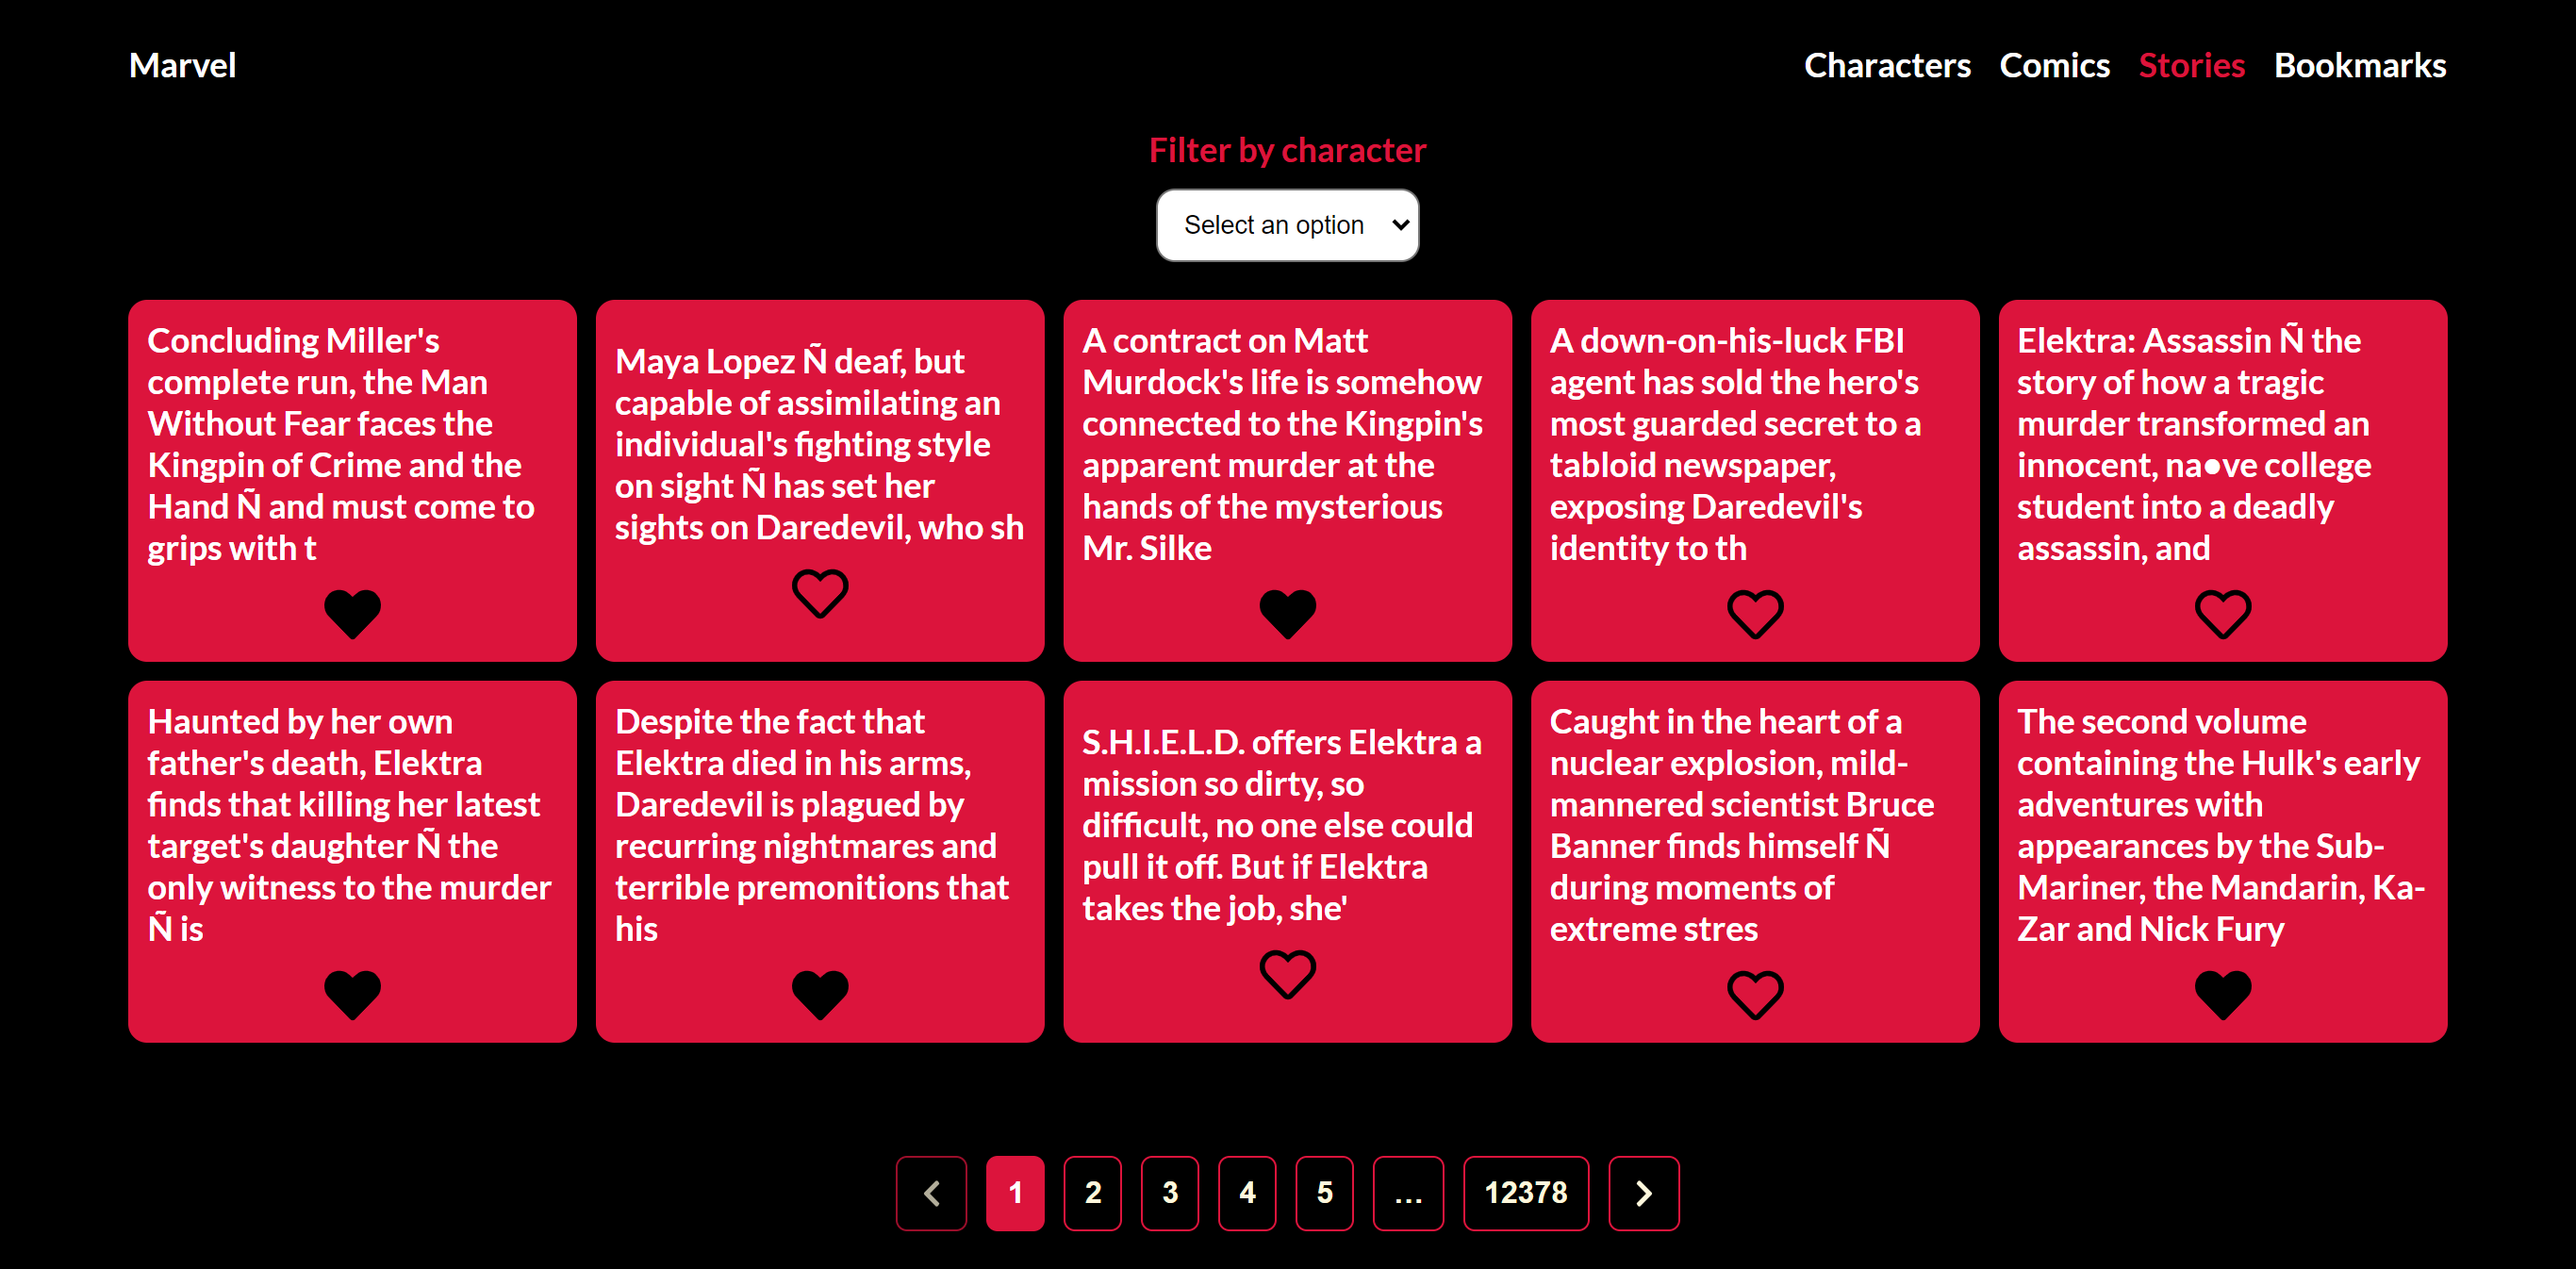 Marvel
Characters Comics Stories Bookmarks
Filter by character
Select an option
Concluding Miller's
complete run, the Man
Without Fear faces the
Kingpin of Crime and the
Hand Ñ and must come to
grips with t
Maya Lopez Ñ deaf, but
capable of assimilating an
individual's fighting style
on sight Ñ has set her
sights on Daredevil, who sh
A contract on Matt
Murdock's life is somehow
connected to the Kingpin's
apparent murder at the
hands of the mysterious
Mr. Silke
A down-on-his-luck FBI
agent has sold the hero's
most guarded secret to a
tabloid newspaper,
exposing Daredevil's
identity to th
Elektra: Assassin Ñ the
story of how a tragic
murder transformed an
innocent, na●ve college
student into a deadly
assassin, and
Haunted by her own
father's death, Elektra
finds that killing her latest
target's daughter Ñ the
only witness to the murder
Ñ is
Despite the fact that
Elektra died in his arms,
Daredevil is plagued by
recurring nightmares and
terrible premonitions that
his
S.H.I.E.L.D. offers Elektra a
mission so dirty, so
difficult, no one else could
pull it off. But if Elektra
takes the job, she'
Caught in the heart of a
nuclear explosion, mild-
mannered scientist Bruce
Banner finds himself Ñ
during moments of
extreme stres
The second volume
containing the Hulk's early
adventures with
appearances by the Sub-
Mariner, the Mandarin, Ka-
Zar and Nick Fury
1 2 3 4 5 ... 12378